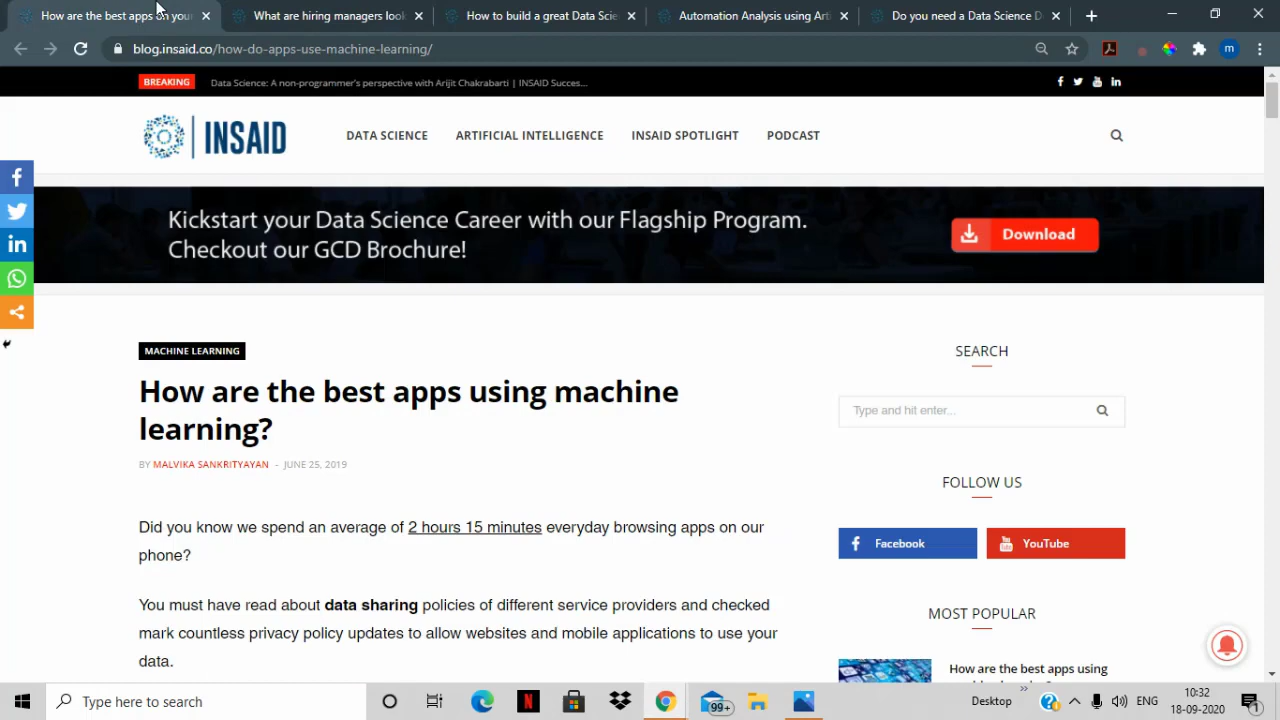 How are the best apps on your
What are hiring managers look
How to build a great Data Scie
Automation Analysis using Arti
Do you need a Data Science D
blog.insaid.co/how-do-apps-use-machine-learning/
m
BREAKING
Data Science: A non-programmer's perspective with Arijit Chakrabarti | INSAID Succes...
INSAID
DATA SCIENCE
ARTIFICIAL INTELLIGENCE
INSAID SPOTLIGHT
PODCAST
Kickstart your Data Science Career with our Flagship Program.
Checkout our GCD Brochure!
Download
MACHINE LEARNING
How are the best apps using machine
learning?
BY MALVIKA SANKRITYAYAN - JUNE 25, 2019
Did you know we spend an average of 2 hours 15 minutes everyday browsing apps on our
phone?
You must have read about data sharing policies of different service providers and checked
mark countless privacy policy updates to allow websites and mobile applications to use your
data.
SEARCH
Type and hit enter...
FOLLOW US
Facebook
YouTube
MOST POPULAR
How are the best apps using
Type here to search
99+
Desktop
ENG
10:32
18-09-2020